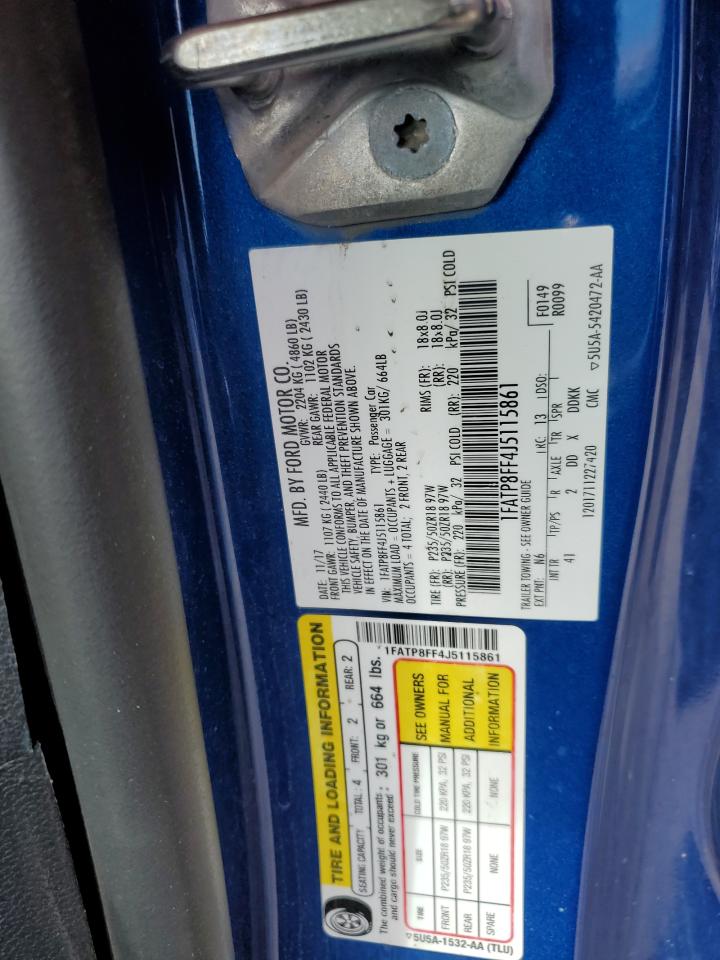 MFD. BY FORD MOTOR CO.
DATE: 11/17 GVWR: 2204 KG ( 4860 LB)
FRONT GAWR: 1107 KG ( 2440 LB) REAR GAWR: 1102 KG ( 2430 LB)
THIS VEHICLE CONFORMS TO ALL APPLICABLE FEDERAL MOTOR
VEHICLE SAFETY, BUMPER, AND THEFT PREVENTION STANDARDS
IN EFFECT ON THE DATE OF MANUFACTURE SHOWN ABOVE.
VIN: 1FATP8FF4J5115861 TYPE: Passenger Car
MAXIMUM LOAD = OCCUPANTS + LUGGAGE = 301KG/ 664LB
OCCUPANTS = 4 TOTAL; 2 FRONT, 2 REAR
TIRE (FR): P235/50ZR18 97W RIMS (FR): 18x8.0J
(RR): P235/50ZR18 97W (RR): 18x8.0J
PRESSURE (FR): 220 kPa/ 32 PSI COLD (RR): 220 kPa/ 32 PSI COLD
1FATP8FF4J5115861
TRAILER TOWING - SEE OWNER GUIDE
EXT PNT: N6 RC: 13 DSO: F0149
INT TR TP/PS R AXLE TR SPR R0099
41 2 DD X DDKK
1201711227420 CMC 5U5A-5420472-AA
TIRE AND LOADING INFORMATION
SEATING CAPACITY TOTAL: 4 FRONT: 2 REAR: 2
The combined weight of occupants and cargo should never exceed: 301 kg or 664 lbs.
1FATP8FF4J5115861
TIRE SIZE COLD TIRE PRESSURE SEE OWNERS
FRONT P235/50ZR18 97W 220 KPA, 32 PSI MANUAL FOR
REAR P235/50ZR18 97W 220 KPA, 32 PSI ADDITIONAL
SPARE NONE NONE INFORMATION
5U5A-1532-AA (TLU)